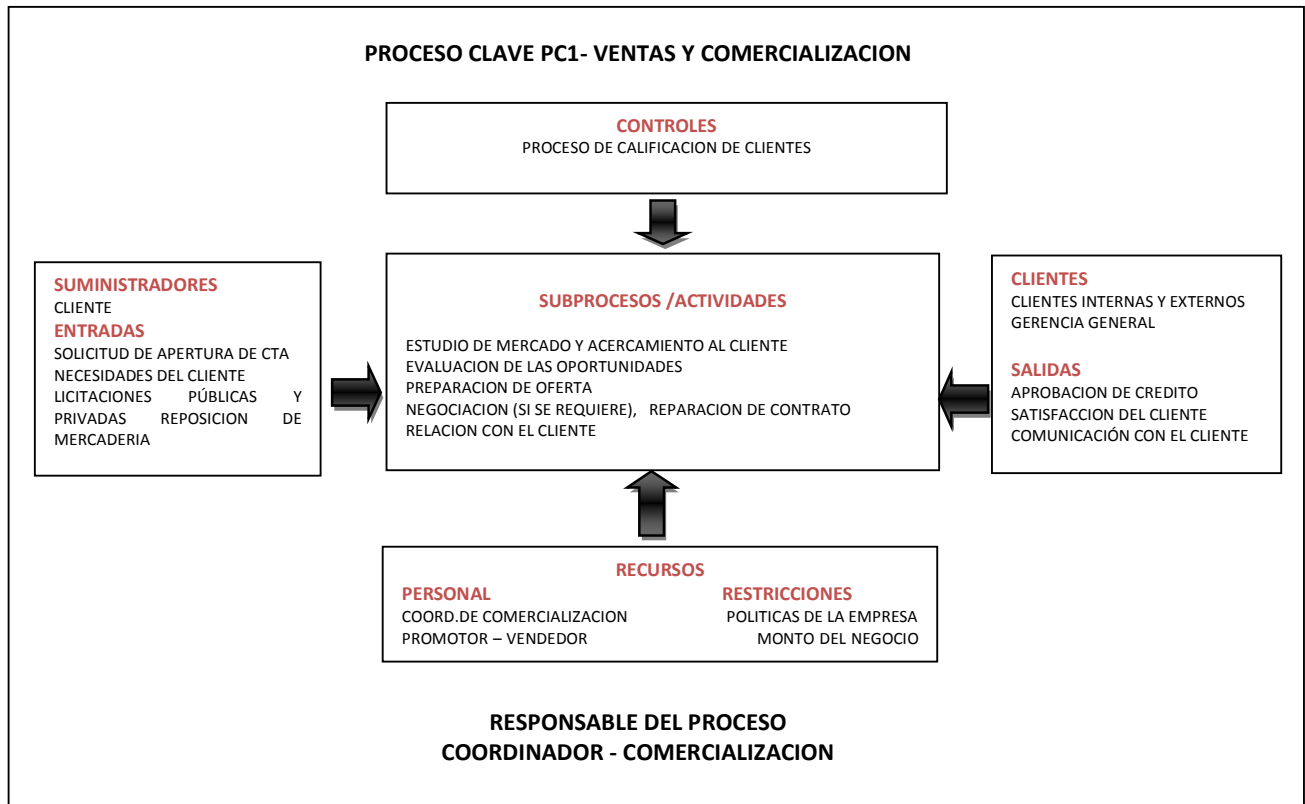 PROCESO CLAVE PC1- VENTAS Y COMERCIALIZACION
CONTROLES
PROCESO DE CALIFICACION DE CLIENTES
SUMINISTRADORES
CLIENTE
ENTRADAS
SOLICITUD DE APERTURA DE CTA
NECESIDADES DEL CLIENTE
LICITACIONES PÚBLICAS Y
PRIVADAS REPOSICION DE
MERCADERIA
SUBPROCESOS /ACTIVIDADES
ESTUDIO DE MERCADO Y ACERCAMIENTO AL CLIENTE
EVALUACION DE LAS OPORTUNIDADES
PREPARACION DE OFERTA
NEGOCIACION (SI SE REQUIERE), REPARACION DE CONTRATO
RELACION CON EL CLIENTE
CLIENTES
CLIENTES INTERNAS Y EXTERNOS
GERENCIA GENERAL
SALIDAS
APROBACION DE CREDITO
SATISFACCION DEL CLIENTE
COMUNICACIÓN CON EL CLIENTE
RECURSOS
PERSONAL
COORD.DE COMERCIALIZACION
PROMOTOR – VENDEDOR
RESTRICCIONES
POLITICAS DE LA EMPRESA
MONTO DEL NEGOCIO
RESPONSABLE DEL PROCESO
COORDINADOR - COMERCIALIZACION